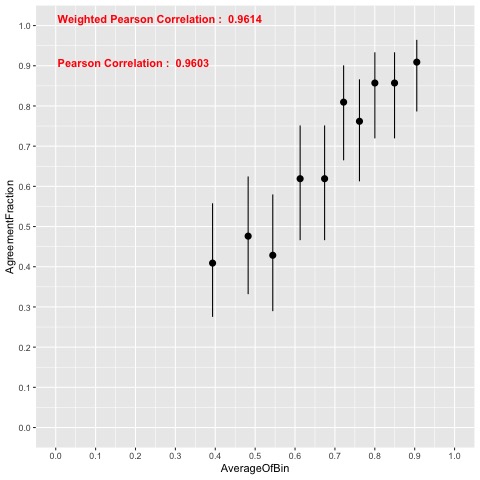 Weighted Pearson Correlation :  0.9614
Pearson Correlation :  0.9603
1.0
0.9
0.8
0.7
0.6
0.5
0.4
0.3
0.2
0.1
0.0
AgreementFraction
0.0 0.1 0.2 0.3 0.4 0.5 0.6 0.7 0.8 0.9 1.0
AverageOfBin